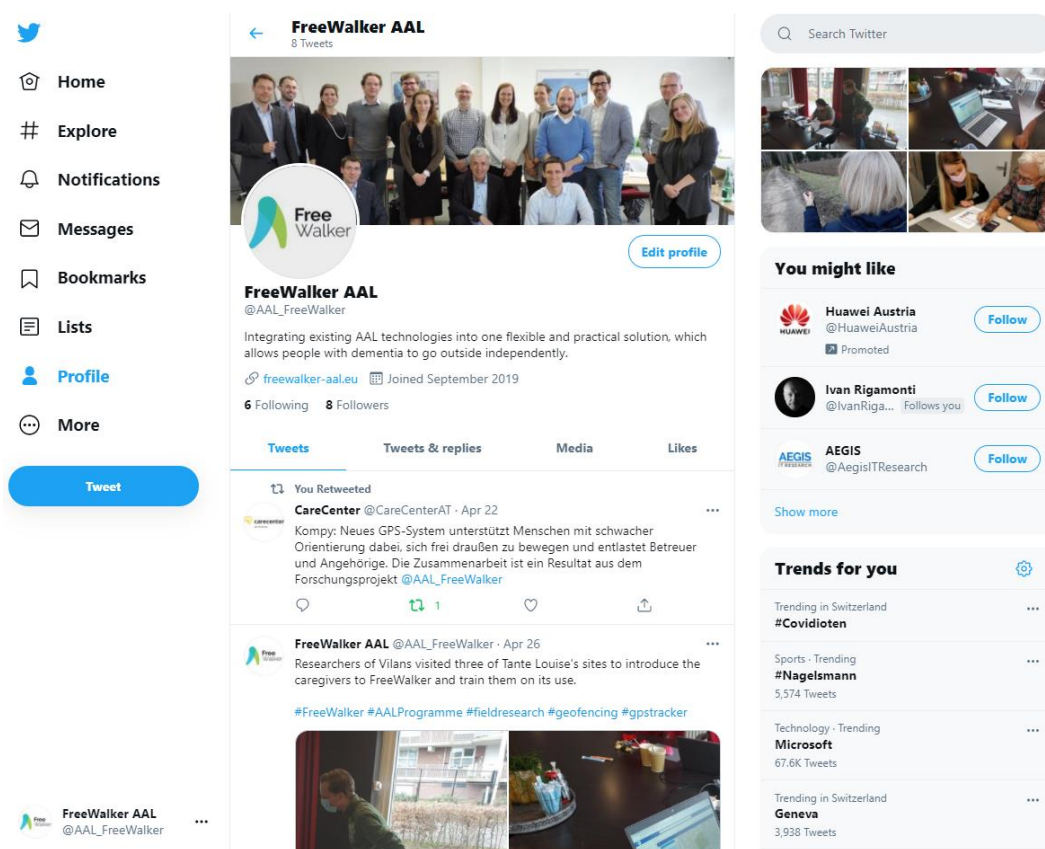 Home
Explore
Notifications
Messages
Bookmarks
Lists
Profile
More
Tweet
FreeWalker AAL
@AAL_FreeWalker
FreeWalker AAL
8 Tweets
Free
Walker
Edit profile
FreeWalker AAL
@AAL_FreeWalker
Integrating existing AAL technologies into one flexible and practical solution, which
allows people with dementia to go outside independently.
freewalker-aal.eu Joined September 2019
6 Following 8 Followers
Tweets Tweets & replies Media Likes
You Retweeted
carecenter
CareCenter @CareCenterAT · Apr 22
Kompy: Neues GPS-System unterstützt Menschen mit schwacher
Orientierung dabei, sich frei draußen zu bewegen und entlastet Betreuer
und Angehörige. Die Zusammenarbeit ist ein Resultat aus dem
Forschungsprojekt @AAL_FreeWalker
1
Free
Walker
FreeWalker AAL @AAL_FreeWalker · Apr 26
Researchers of Vilans visited three of Tante Louise's sites to introduce the
caregivers to FreeWalker and train them on its use.
#FreeWalker #AALProgramme #fieldresearch #geofencing #gpstracker
Search Twitter
You might like
HUAWEI
Huawei Austria
@HuaweiAustria
Promoted
Follow
Ivan Rigamonti
@IvanRiga... Follows you
Follow
AEGIS
IT RESEARCH
AEGIS
@AegisITResearch
Follow
Show more
Trends for you
Trending in Switzerland
#Covidioten
Sports · Trending
#Nagelsmann
5,574 Tweets
Technology · Trending
Microsoft
67.6K Tweets
Trending in Switzerland
Geneva
3,938 Tweets